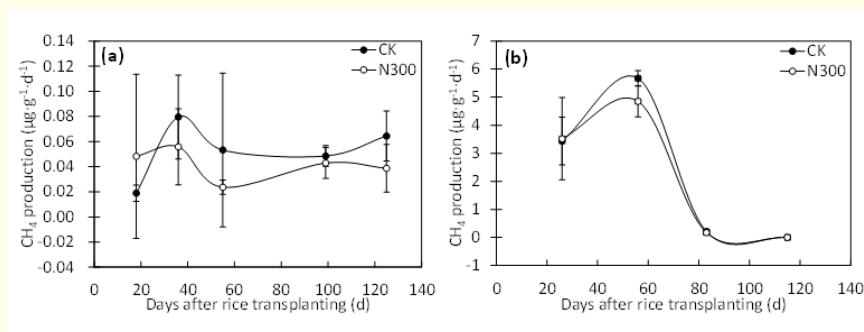 (a)
CK
N300
CH₄ production (µg·g⁻¹·d⁻¹)
0.14
0.12
0.10
0.08
0.06
0.04
0.02
0.00
-0.02
-0.04
0 20 40 60 80 100 120 140
Days after rice transplanting (d)
(b)
CK
N300
CH₄ production (µg·g⁻¹·d⁻¹)
7
6
5
4
3
2
1
0
-1
20 40 60 80 100 120 140
Days after rice transplanting (d)